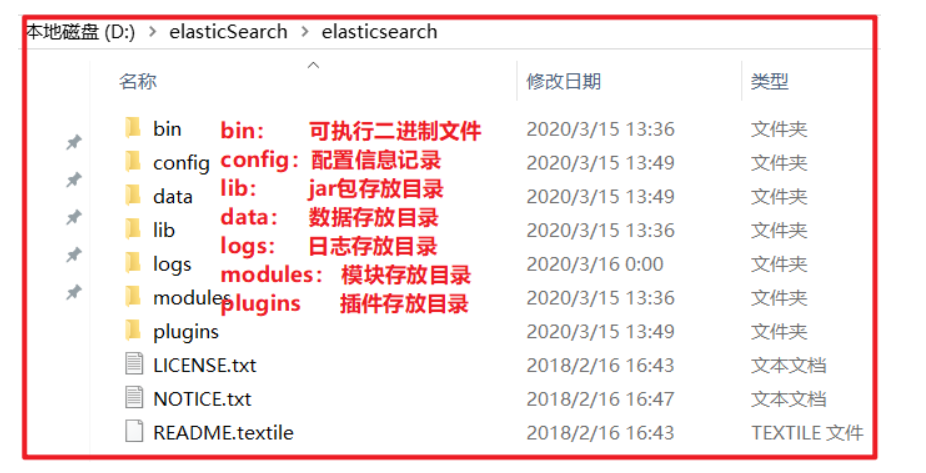 本地磁盘 (D:) > elasticSearch > elasticsearch
名称 修改日期 类型
bin 2020/3/15 13:36 文件夹
config 2020/3/15 13:49 文件夹
data 2020/3/15 13:49 文件夹
lib 2020/3/15 13:36 文件夹
logs 2020/3/16 0:00 文件夹
modules 2020/3/15 13:36 文件夹
plugins 2020/3/15 13:49 文件夹
LICENSE.txt 2018/2/16 16:43 文本文档
NOTICE.txt 2018/2/16 16:47 文本文档
README.textile 2018/2/16 16:43 TEXTILE 文件
bin： 可执行二进制文件
config：配置信息记录
lib： jar包存放目录
data： 数据存放目录
logs： 日志存放目录
modules： 模块存放目录
plugins 插件存放目录